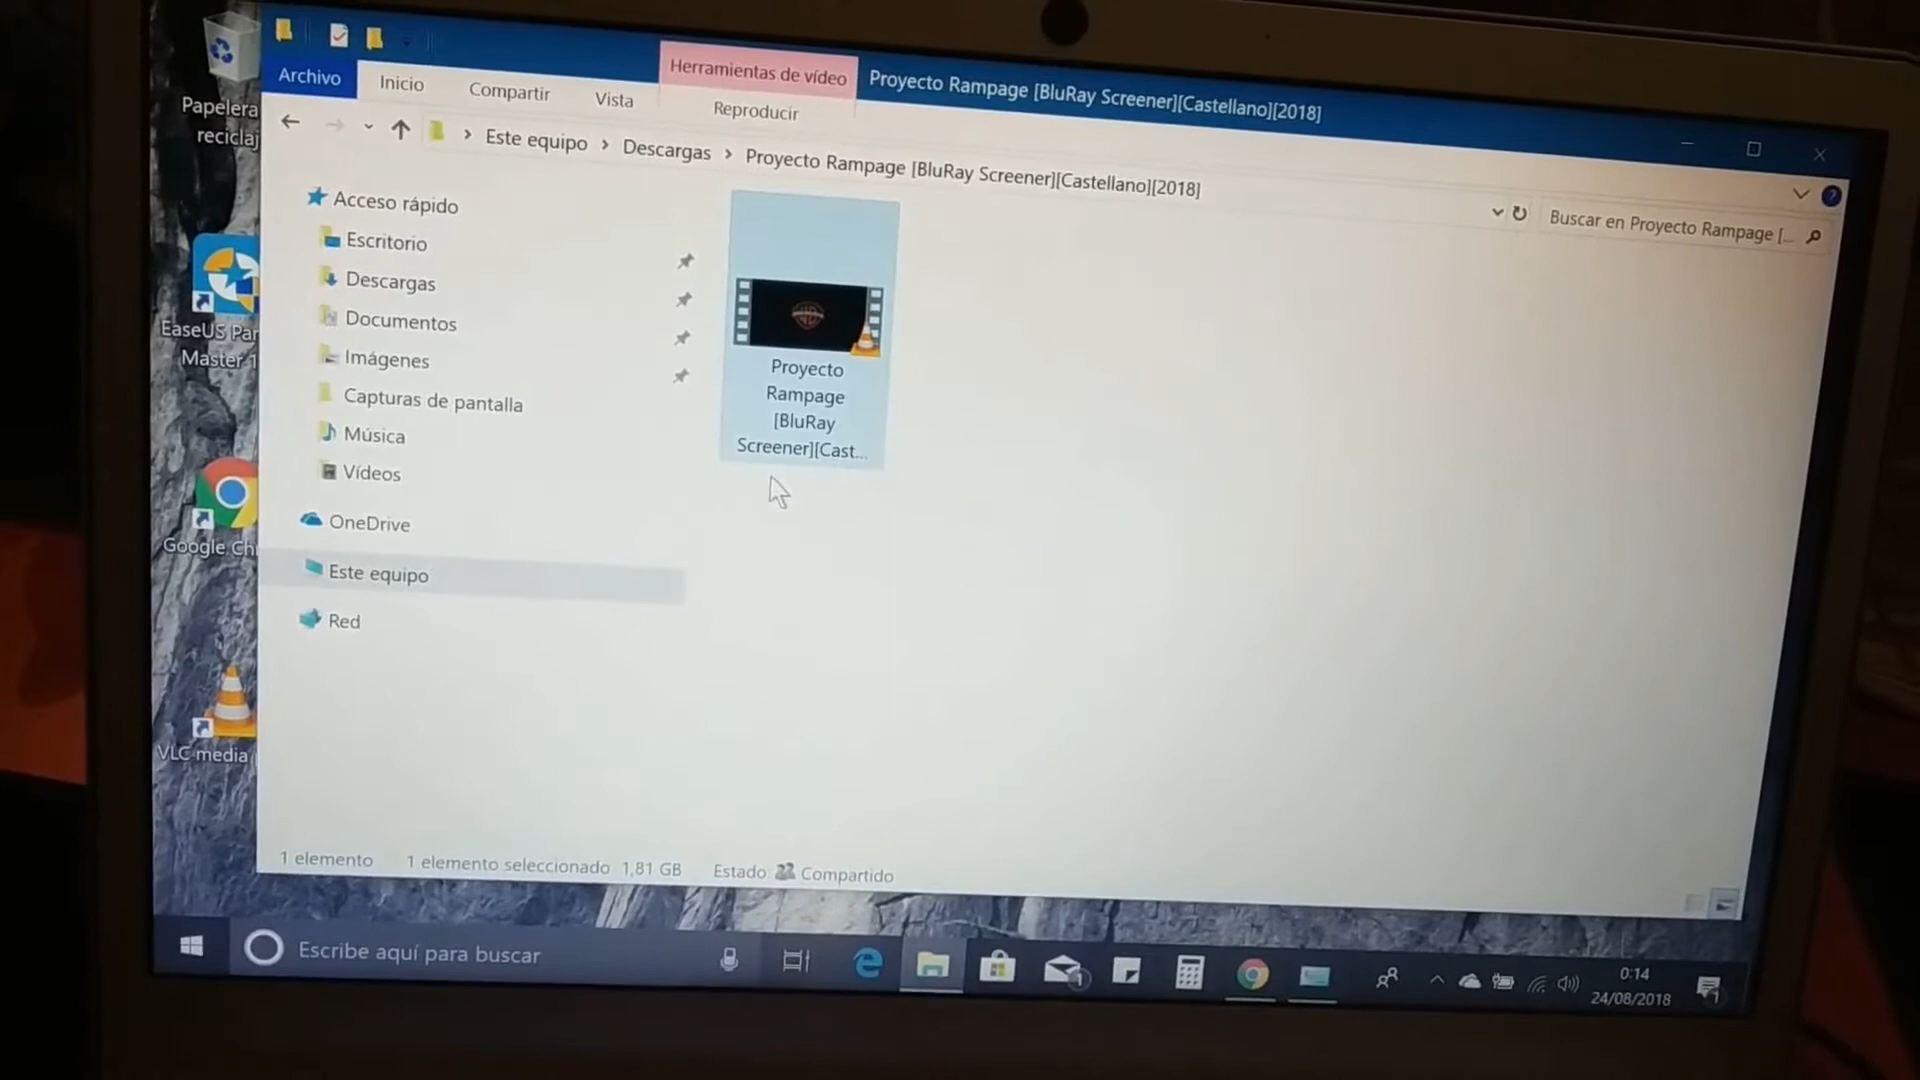 Herramientas de vídeo
Proyecto Rampage [BluRay Screener][Castellano][2018]
Archivo
Inicio
Compartir
Vista
Reproducir
Este equipo
Descargas
Proyecto Rampage [BluRay Screener][Castellano][2018]
Buscar en Proyecto Rampage [...
Papelera
reciclaj
EaseUS Par
Master 1
Google Ch
VLC media
Acceso rápido
Escritorio
Descargas
Documentos
Imágenes
Capturas de pantalla
Música
Vídeos
OneDrive
Este equipo
Red
Proyecto
Rampage
[BluRay
Screener][Cast...
1 elemento
1 elemento seleccionado 1,81 GB
Estado: Compartido
Escribe aquí para buscar
1
0:14
24/08/2018
1